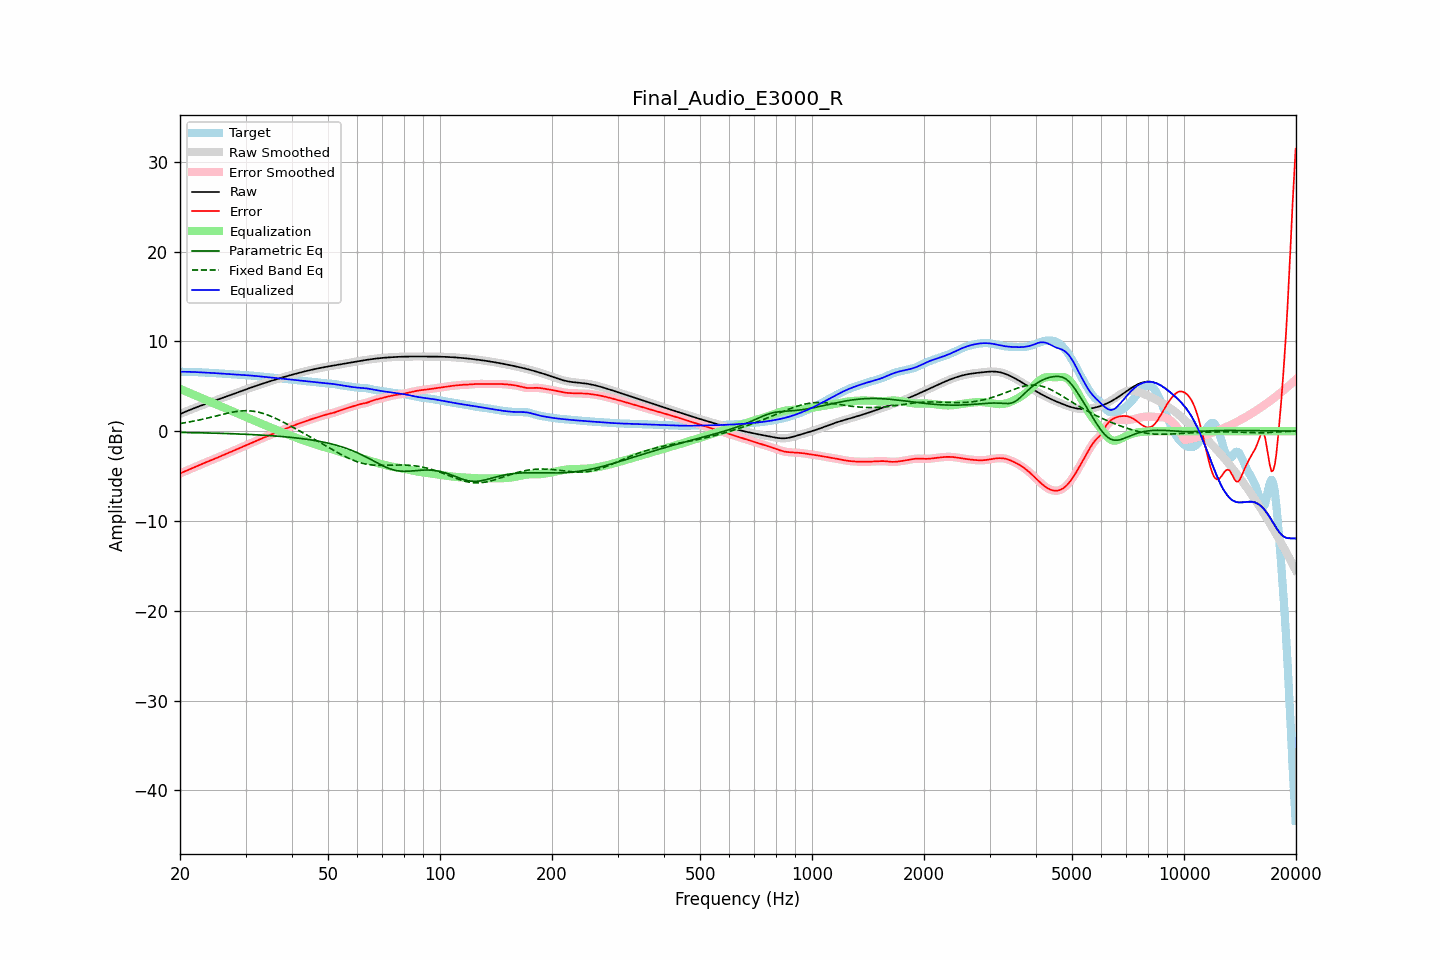 Final_Audio_E3000_R
Target
Raw Smoothed
Error Smoothed
Raw
Error
Equalization
Parametric Eq
Fixed Band Eq
Equalized
30
20
10
0
−10
−20
−30
−40
Amplitude (dBr)
20 50 100 200 500 1000 2000 5000 10000 20000
Frequency (Hz)